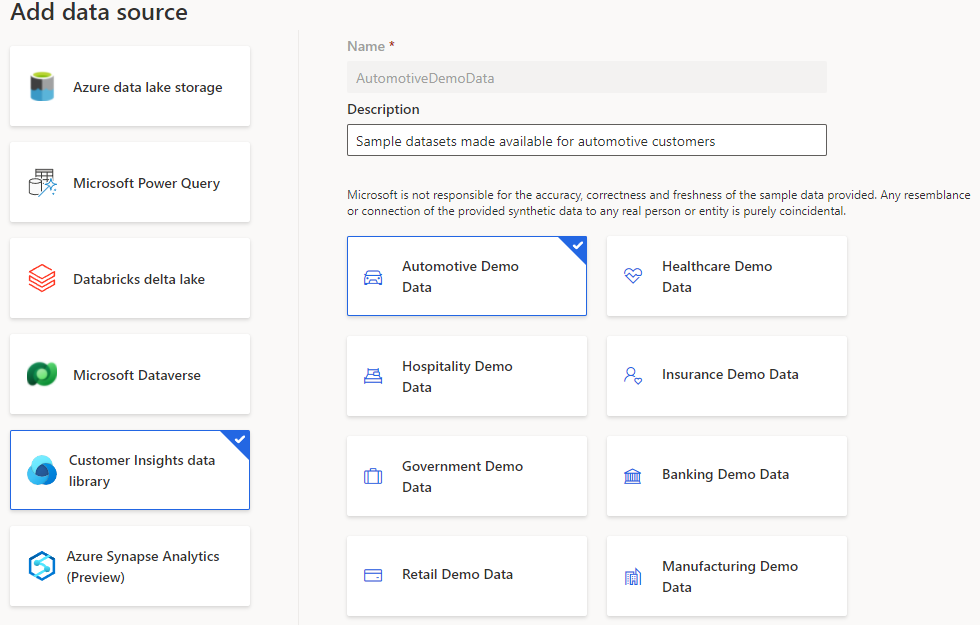 Add data source
Azure data lake storage
Microsoft Power Query
Databricks delta lake
Microsoft Dataverse
Customer Insights data
library
Azure Synapse Analytics
(Preview)
Name *
AutomotiveDemoData
Description
Sample datasets made available for automotive customers
Microsoft is not responsible for the accuracy, correctness and freshness of the sample data provided. Any resemblance
or connection of the provided synthetic data to any real person or entity is purely coincidental.
Automotive Demo
Data
Healthcare Demo
Data
Hospitality Demo
Data
Insurance Demo Data
Government Demo
Data
Banking Demo Data
Retail Demo Data
Manufacturing Demo
Data